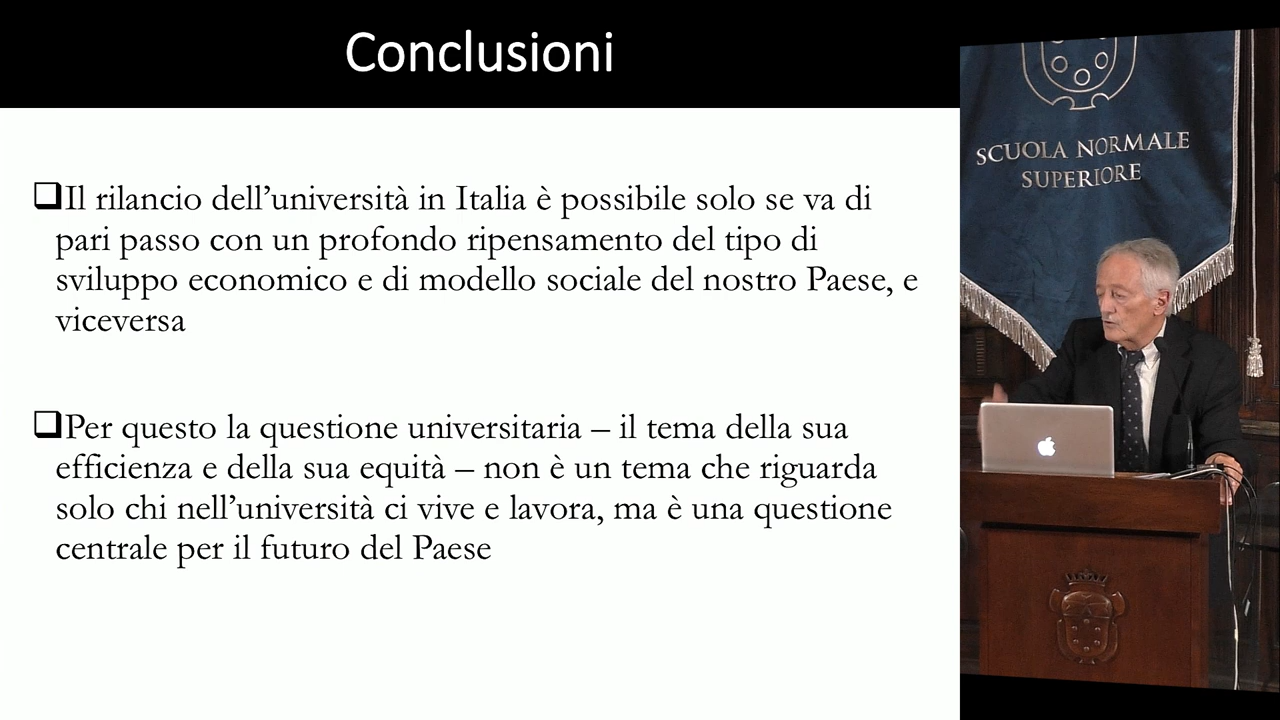 Conclusioni
❑Il rilancio dell’università in Italia è possibile solo se va di
pari passo con un profondo ripensamento del tipo di
sviluppo economico e di modello sociale del nostro Paese, e
viceversa
❑Per questo la questione universitaria – il tema della sua
efficienza e della sua equità – non è un tema che riguarda
solo chi nell’università ci vive e lavora, ma è una questione
centrale per il futuro del Paese
SCUOLA NORMALE
SUPERIORE